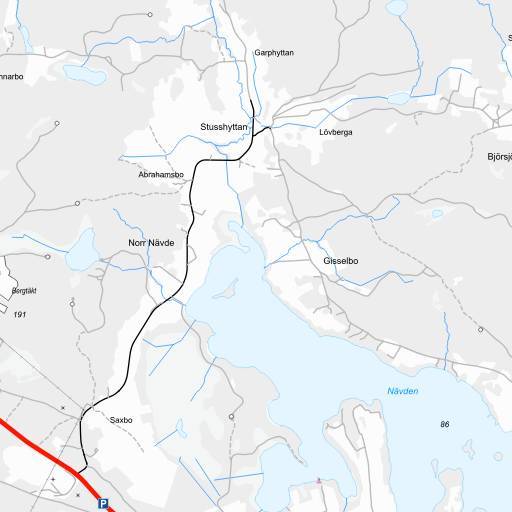 Garphyttan
nnarbo
Stusshyttan
Lövberga
Björsjö
Abrahamsbo
Norr Nävde
Gisselbo
Bergtäkt
191
Nävden
Saxbo
86
P